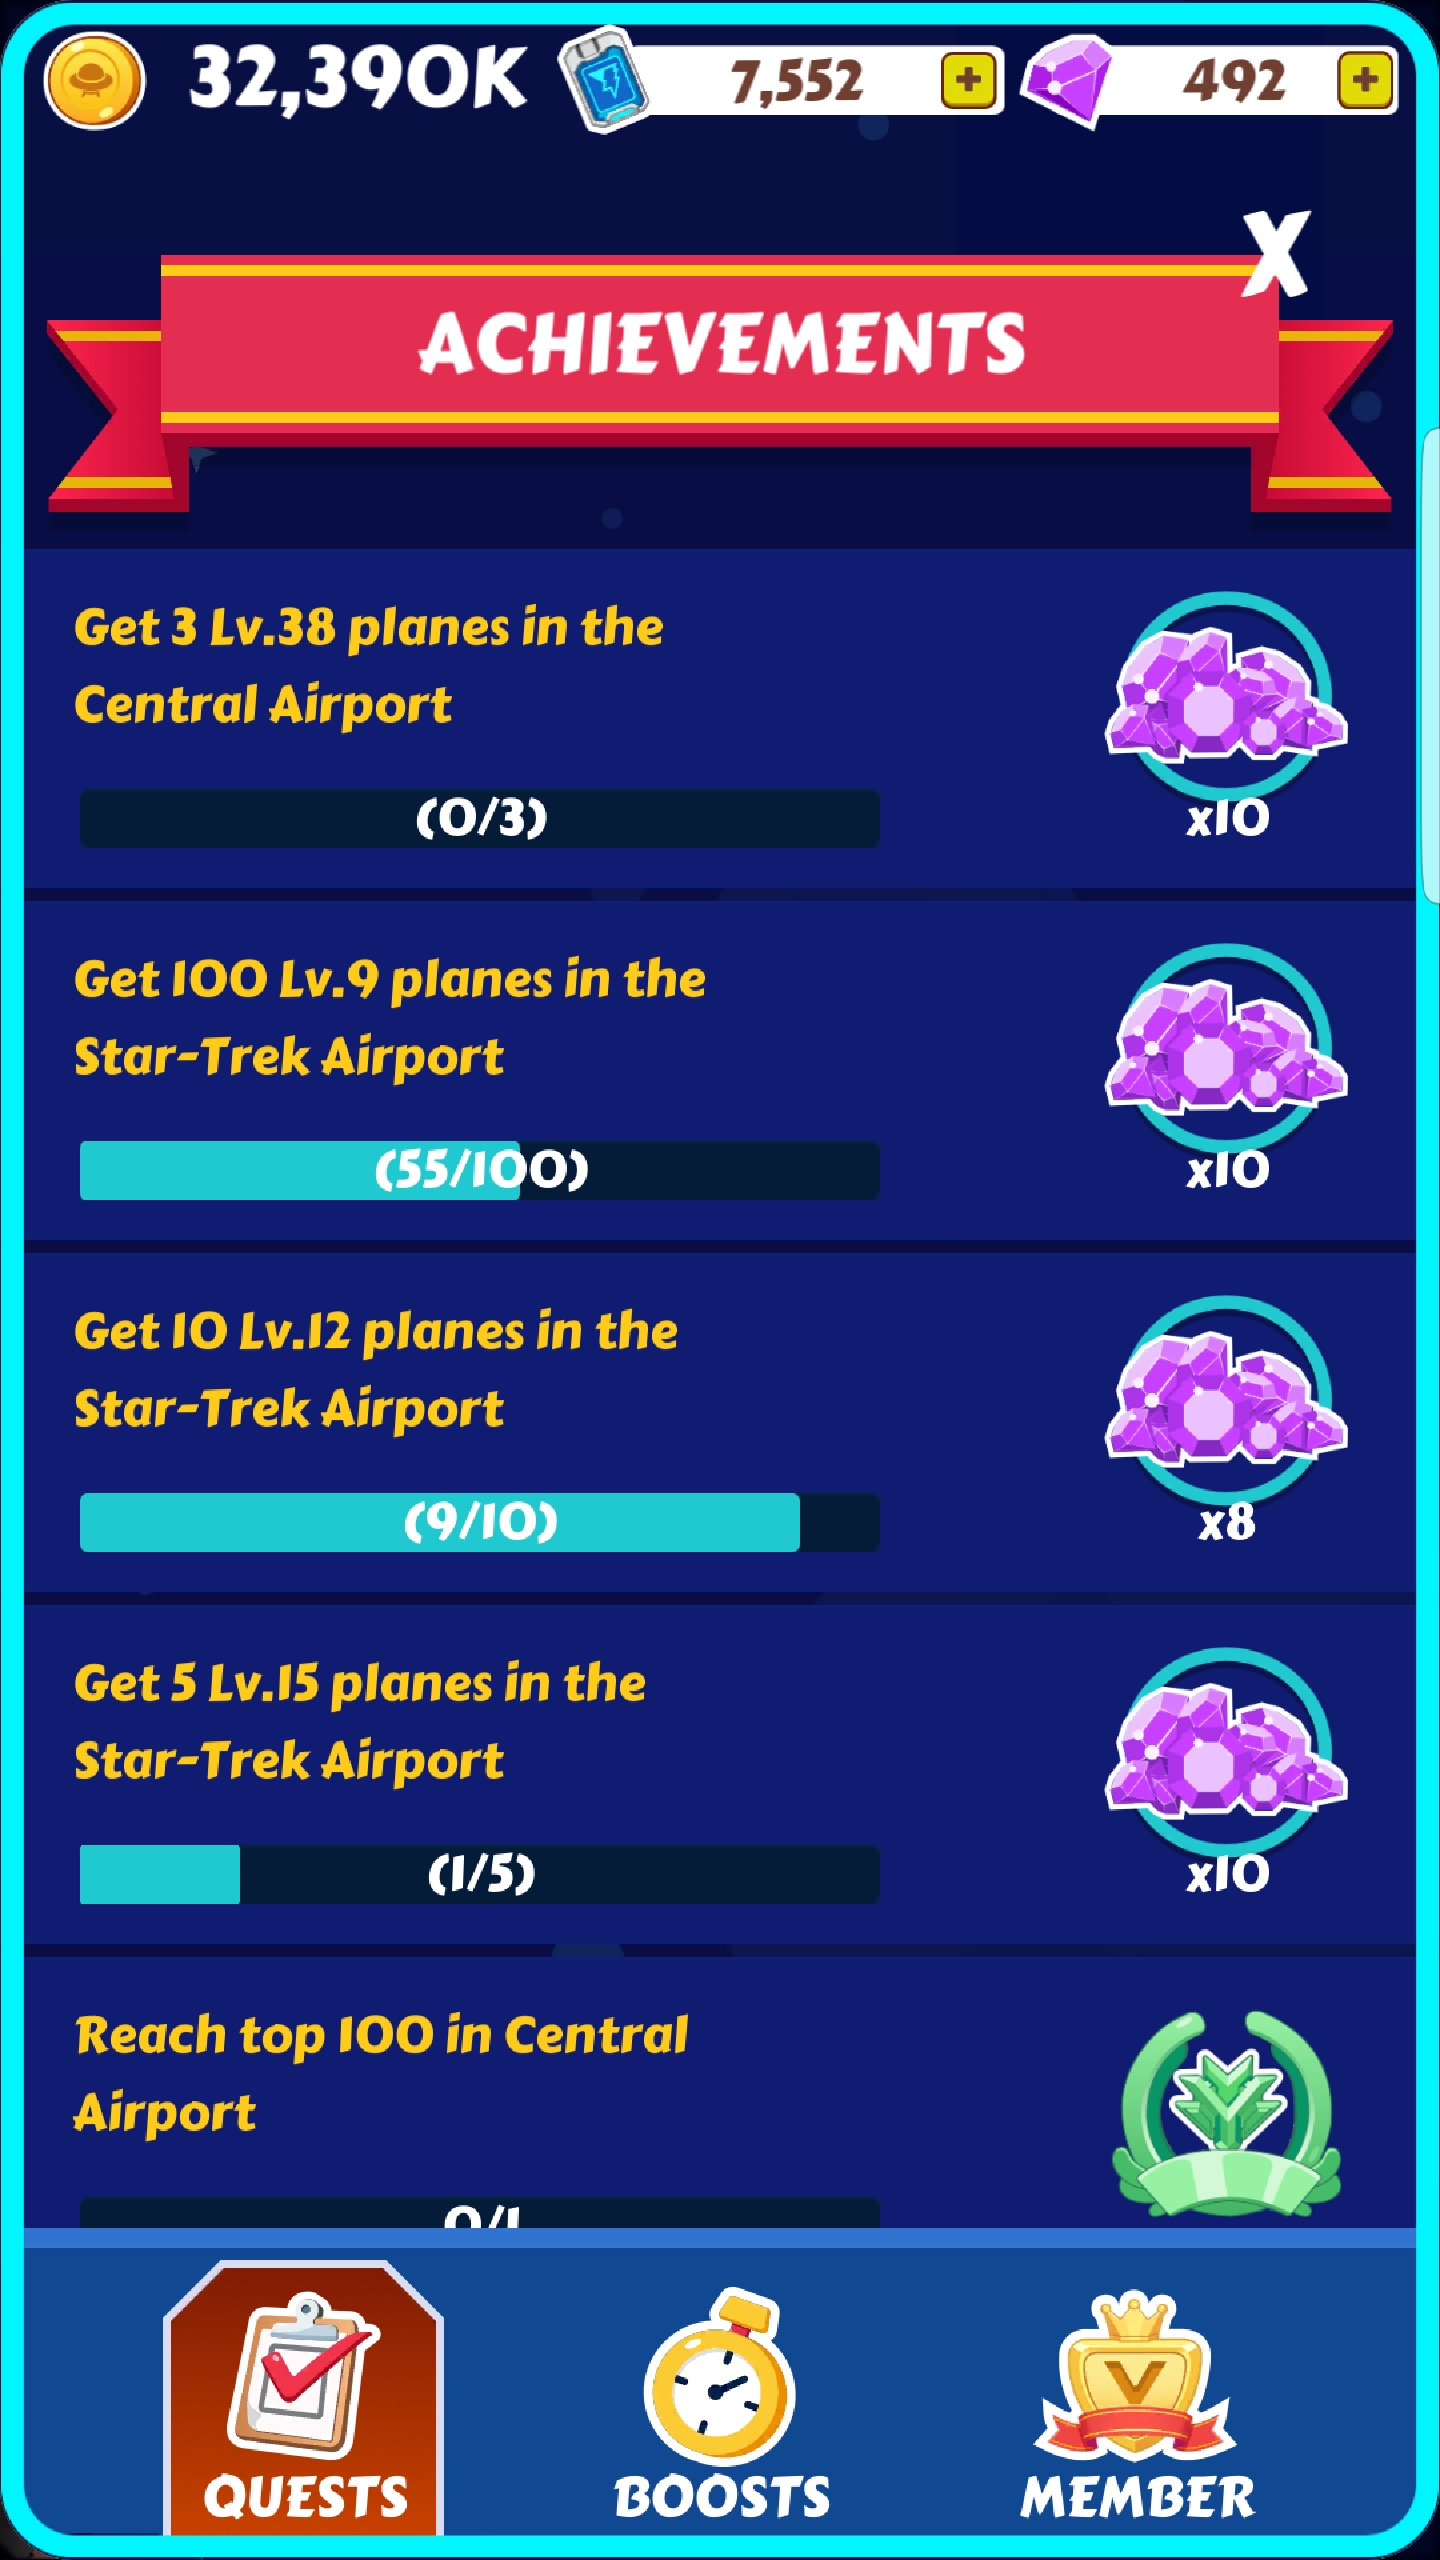 32,390K 7,552 + 492 +
X
ACHIEVEMENTS
Get 3 Lv.38 planes in the
Central Airport
(0/3)
x10
Get 100 Lv.9 planes in the
Star-Trek Airport
(55/100)
x10
Get 10 Lv.12 planes in the
Star-Trek Airport
(9/10)
x8
Get 5 Lv.15 planes in the
Star-Trek Airport
(1/5)
x10
Reach top 100 in Central
Airport
0/1
V
QUESTS BOOSTS MEMBER